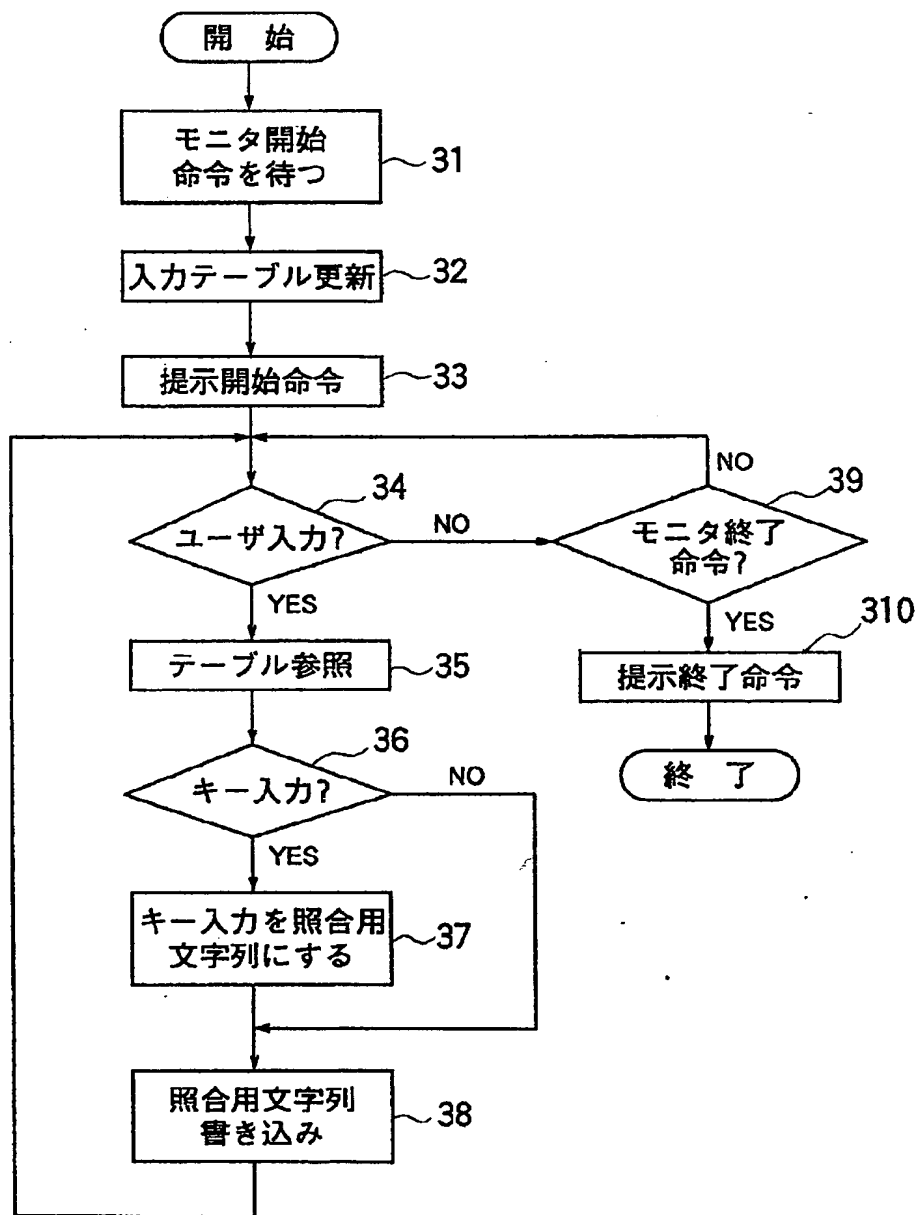 開 始
モニタ開始
命令を待つ
31
入力テーブル更新
32
提示開始命令
33
NO
34
39
ユーザ入力?
NO
モニタ終了
命令?
YES
YES
310
テーブル参照
35
提示終了命令
36
キー入力?
NO
終 了
YES
キー入力を照合用
文字列にする
37
照合用文字列
書き込み
38